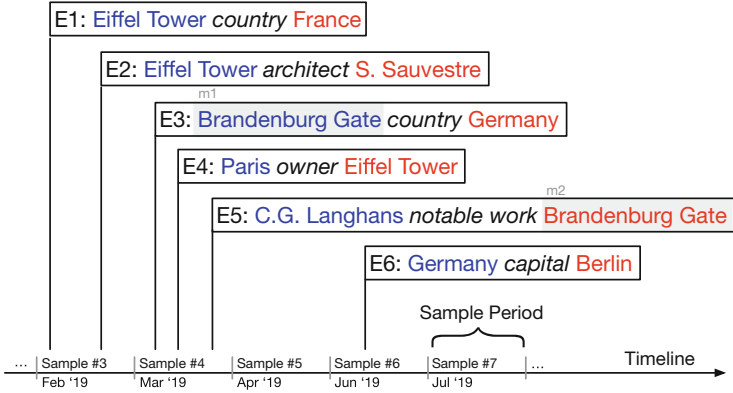 E1: Eiffel Tower country France
E2: Eiffel Tower architect S. Sauvestre
m1
E3: Brandenburg Gate country Germany
E4: Paris owner Eiffel Tower
m2
E5: C.G. Langhans notable work Brandenburg Gate
E6: Germany capital Berlin
Sample Period
... Sample #3 Sample #4 Sample #5 Sample #6 Sample #7 ... Timeline
Feb ‘19 Mar ‘19 Apr ‘19 Jun ‘19 Jul ‘19